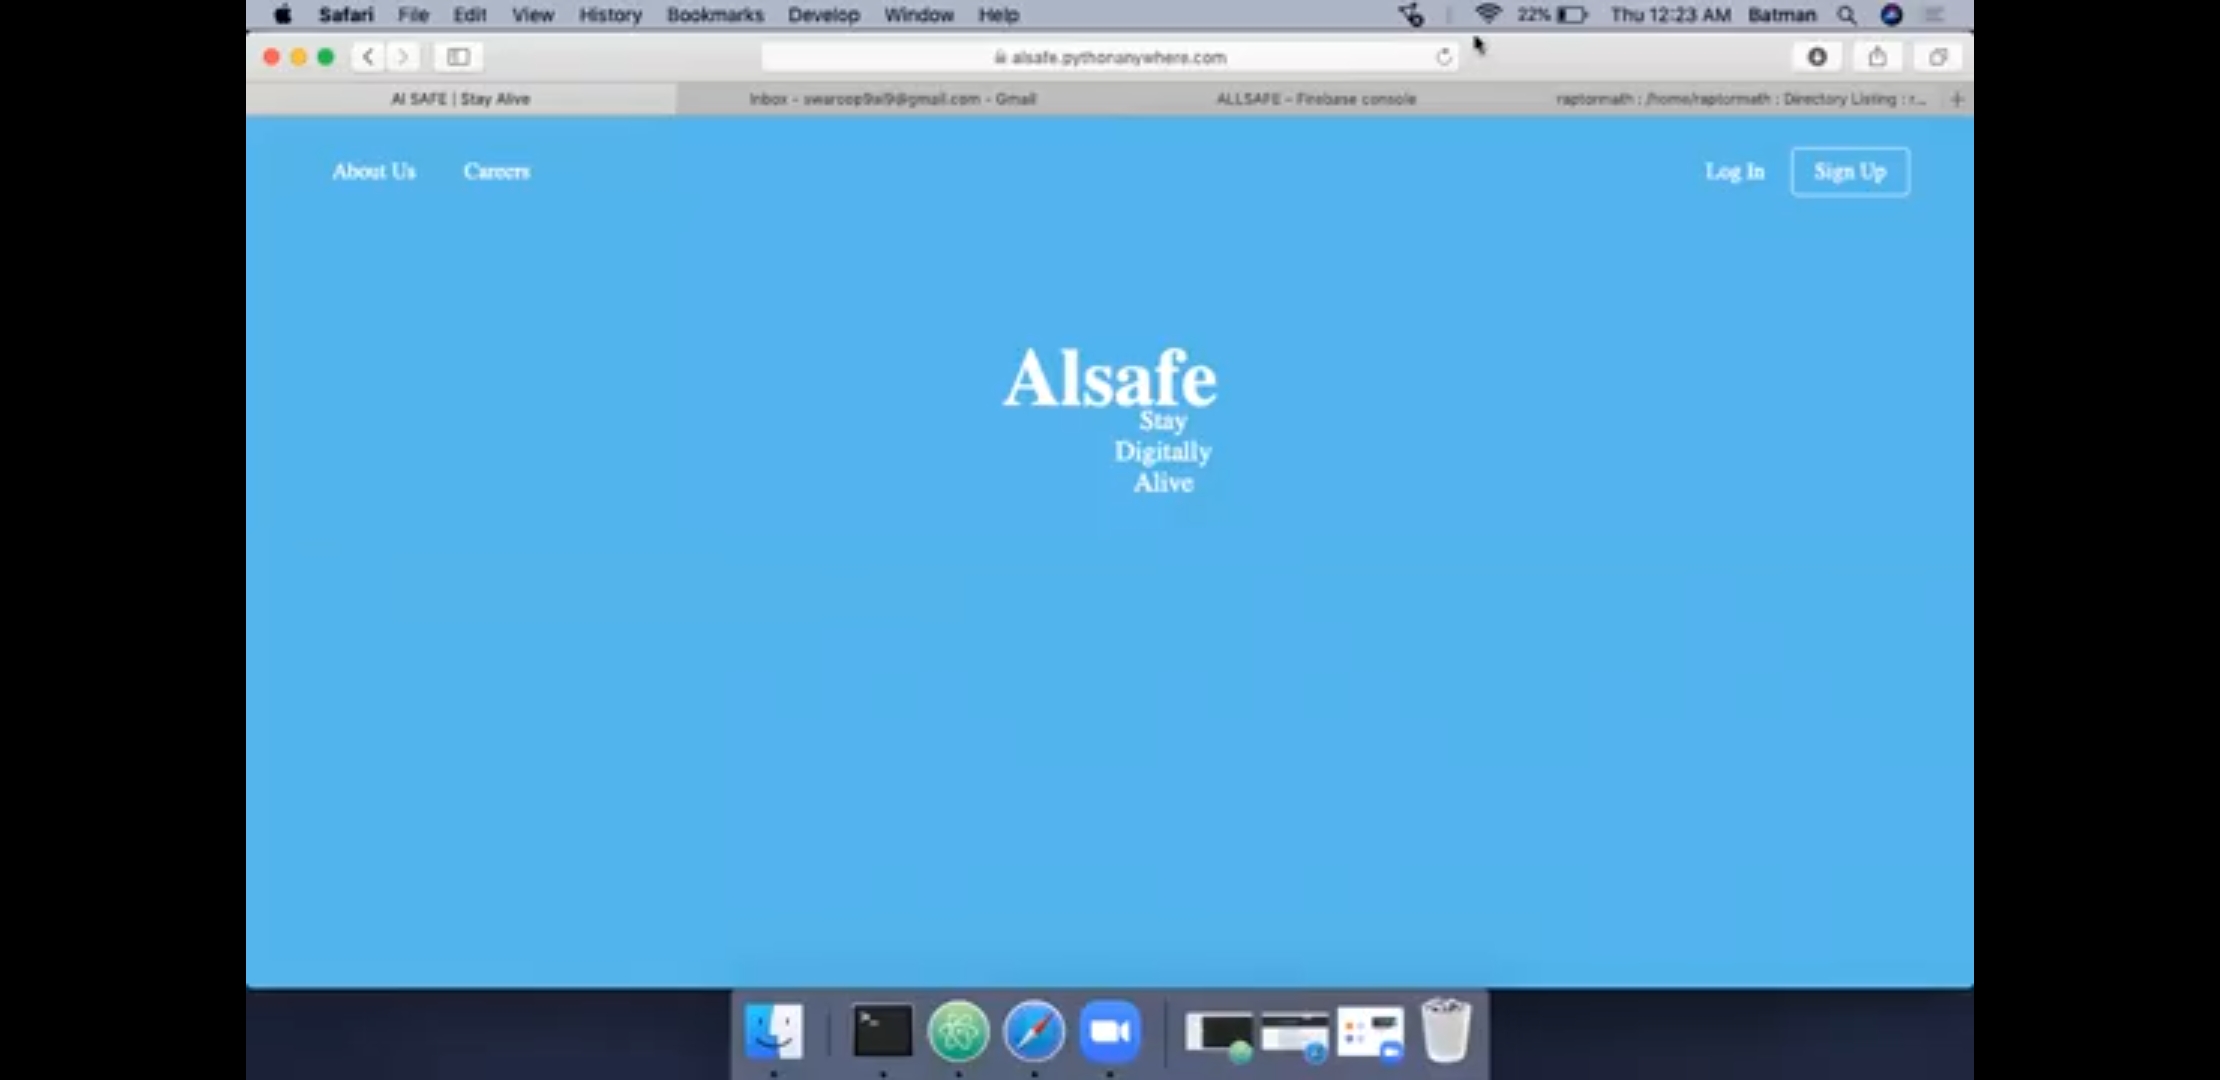 Safari File Edit View History Bookmarks Develop Window Help 22% Thu 12:23 AM Batman
alsafe.pythonanywhere.com
Al SAFE | Stay Alive Inbox - @gmail.com - Gmail ALLSAFE - Firebase console raptormath : /home/raptormath : Directory Listing : r...
About Us Careers Log In Sign Up
Alsafe
Stay
Digitally
Alive